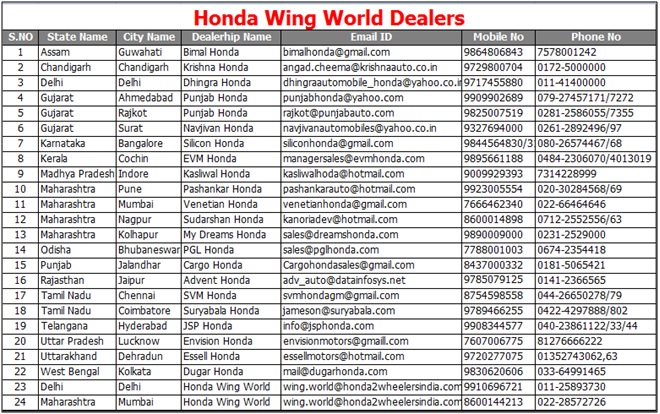 Honda Wing World Dealers
S.NO State Name City Name Dealerhip Name Email ID Mobile No Phone No
1 Assam Guwahati Bimal Honda bimalhonda@gmail.com 9864806843 7578001242
2 Chandigarh Chandigarh Krishna Honda angad.cheema@krishnaauto.co.in 9729800704 0172-5000000
3 Delhi Delhi Dhingra Honda dhingraautomobile_honda@yahoo.co.in 9717455880 011-41400000
4 Gujarat Ahmedabad Punjab Honda punjabhonda@yahoo.com 9909902689 079-27457171/7272
5 Gujarat Rajkot Punjab Honda rajkot@punjabauto.com 9825007519 0281-2586055/7355
6 Gujarat Surat Navjivan Honda navjivanautomobiles@yahoo.co.in 9327694000 0261-2892496/97
7 Karnataka Bangalore Silicon Honda siliconhonda@gmail.com 9844564830/3 080-26574467/68
8 Kerala Cochin EVM Honda managersales@evmhonda.com 9895661188 0484-2306070/4013019
9 Madhya Pradesh Indore Kasliwal Honda kasliwalhoda@hotmail.com 9009929393 7314228999
10 Maharashtra Pune Pashankar Honda pashankarauto@hotmail.com 9923005554 020-30284568/69
11 Maharashtra Mumbai Venetian Honda venetianhonda@gmail.com 7666462340 022-66464646
12 Maharashtra Nagpur Sudarshan Honda kanoriadev@hotmail.com 8600014898 0712-2552556/63
13 Maharashtra Kolhapur My Dreams Honda sales@dreamshonda.com 9890009000 0231-2529000
14 Odisha Bhubaneswar PGL Honda sales@pglhonda.com 7788001003 0674-2354418
15 Punjab Jalandhar Cargo Honda Cargohondasales@gmail.com 8437000332 0181-5065421
16 Rajasthan Jaipur Advent Honda adv_auto@datainfosys.net 9785079125 0141-2366565
17 Tamil Nadu Chennai SVM Honda svmhondagm@gmail.com 8754598558 044-26650278/79
18 Tamil Nadu Coimbatore Suryabala Honda jameson@suryabala.com 9789466255 0422-4297888/802
19 Telangana Hyderabad JSP Honda info@jsphonda.com 9908344577 040-23861122/33/44
20 Uttar Pradesh Lucknow Envision Honda envisionmotors@gmail.com 7607006775 81276666222
21 Uttarakhand Dehradun Essell Honda essellmotors@hotmail.com 9720277075 01352743062,63
22 West Bengal Kolkata Dugar Honda mail@dugarhonda.com 9830620606 033-64991465
23 Delhi Delhi Honda Wing World wing.world@honda2wheelersindia.com 9910696721 011-25893730
24 Maharashtra Mumbai Honda Wing World wing.world@honda2wheelersindia.com 8600144213 022-28572726